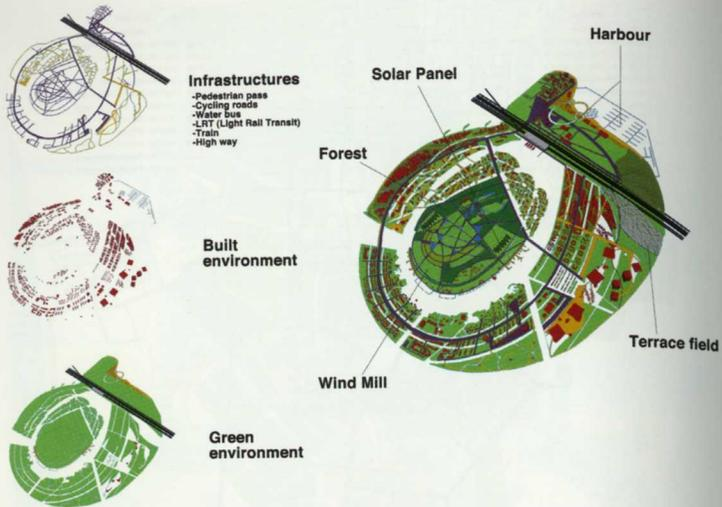 Infrastructures
-Pedestrian pass
-Cycling roads
-Water bus
-LRT (Light Rail Transit)
-Train
-High way
Built
environment
Green
environment
Harbour
Solar Panel
Forest
Wind Mill
Terrace field